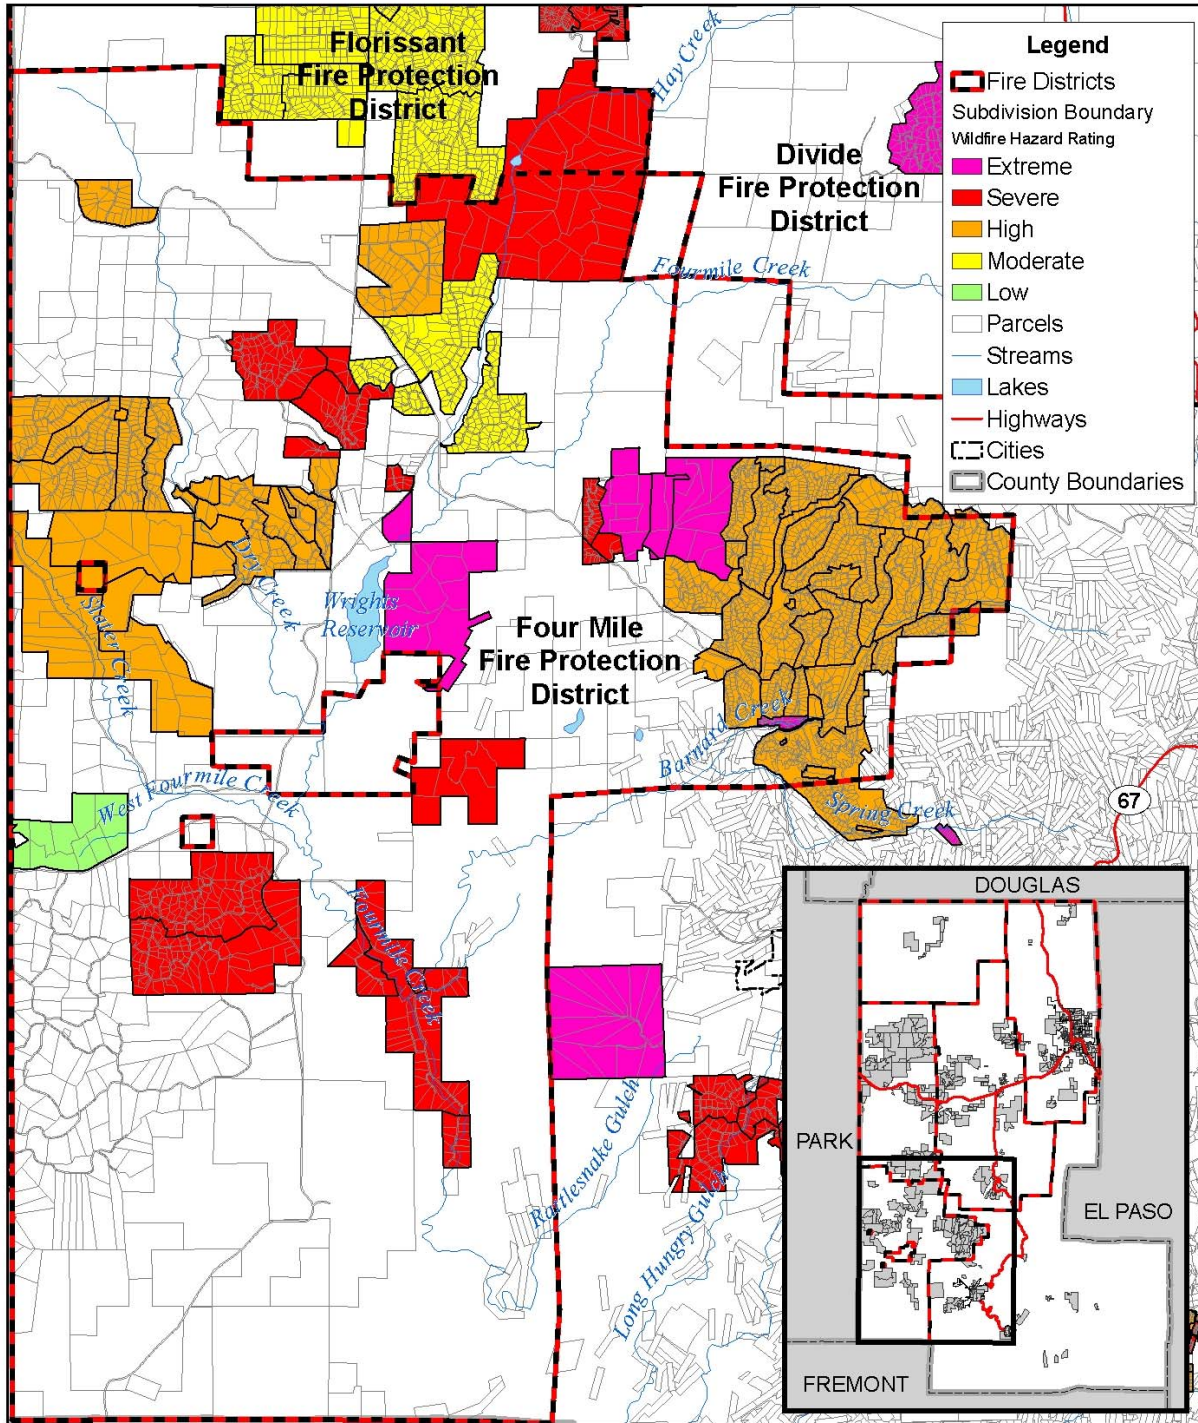 Florissant
Fire Protection
District
Hay Creek
Divide
Fire Protection
District
Fourmile Creek
Legend
Fire Districts
Subdivision Boundary
Wildfire Hazard Rating
Extreme
Severe
High
Moderate
Low
Parcels
Streams
Lakes
Highways
Cities
County Boundaries
Dry Creek
Slater Creek
Wrights
Reservoir
Four Mile
Fire Protection
District
Barnard Creek
West Fourmile Creek
Spring Creek
67
Fourmile Creek
Rattlesnake Gulch
Long Hungry Gulch
DOUGLAS
PARK
EL PASO
FREMONT